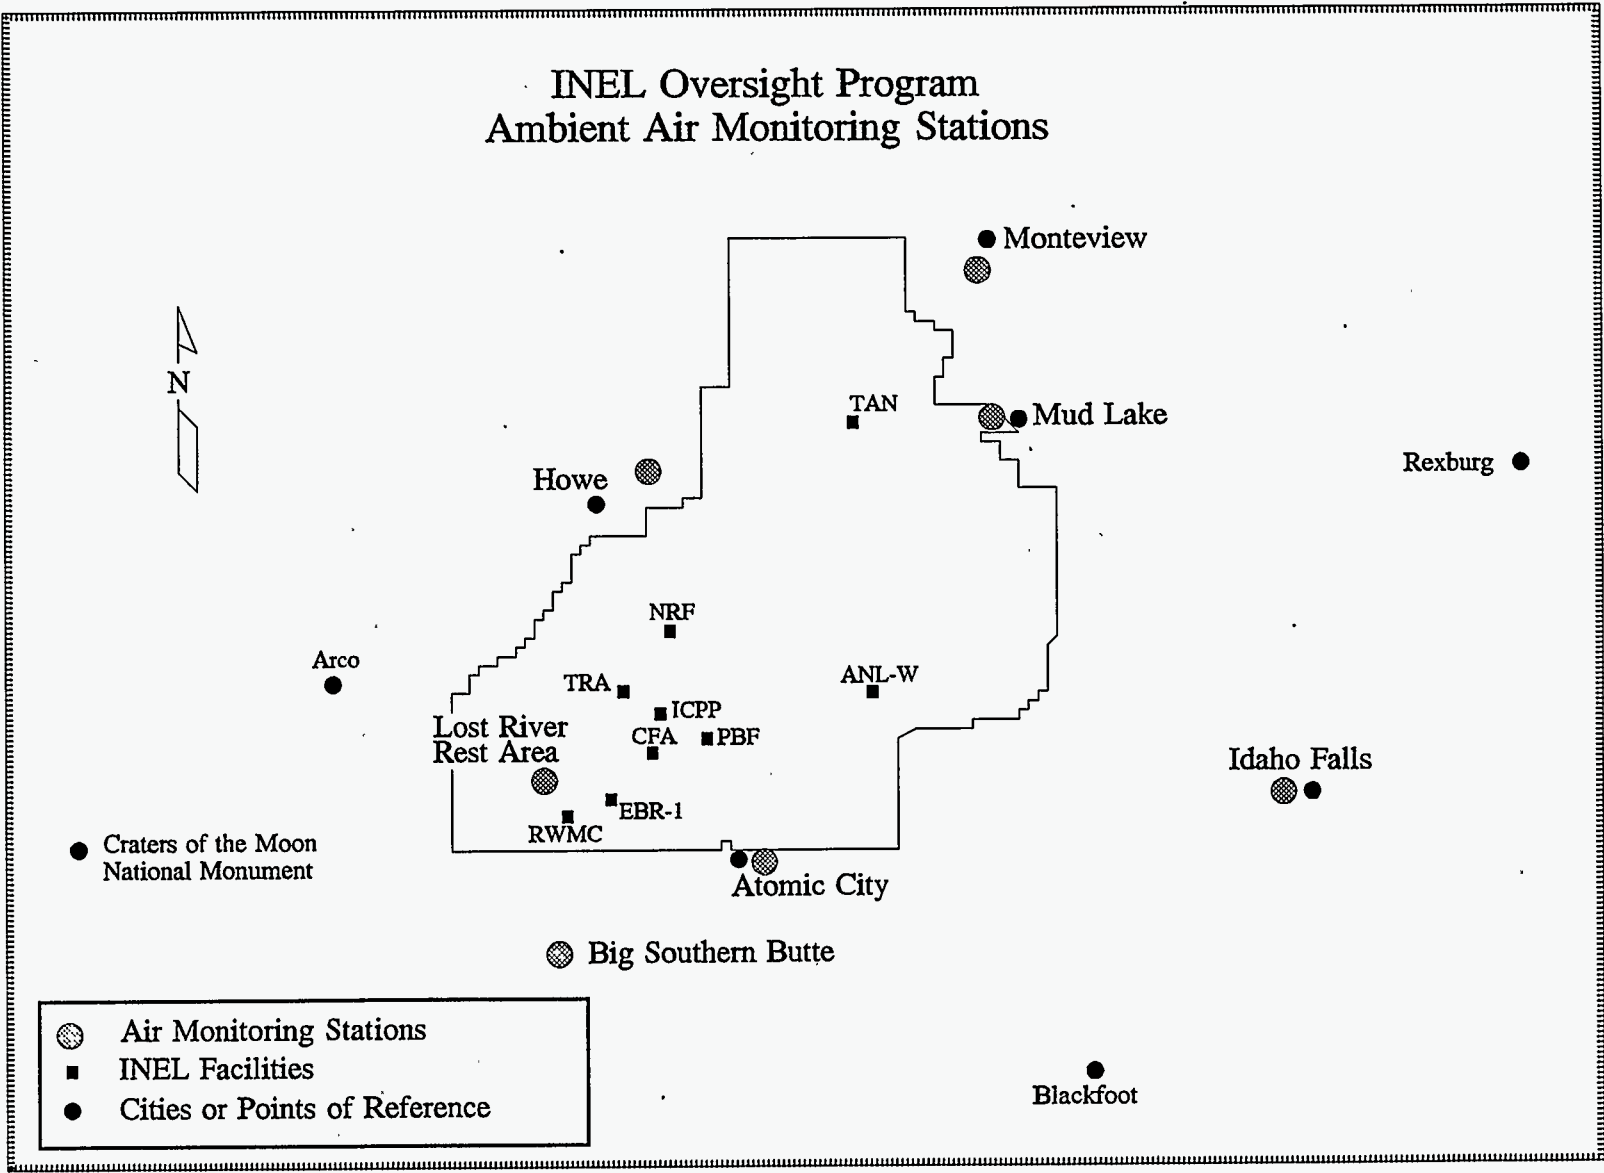 INEL Oversight Program
Ambient Air Monitoring Stations
Monteview
N
TAN
Mud Lake
Rexburg
Howe
NRF
Arco
TRA
ANL-W
ICPP
Lost River
Rest Area
CFA
PBF
Idaho Falls
EBR-1
RWMC
Craters of the Moon
National Monument
Atomic City
Big Southern Butte
Air Monitoring Stations
INEL Facilities
Cities or Points of Reference
Blackfoot